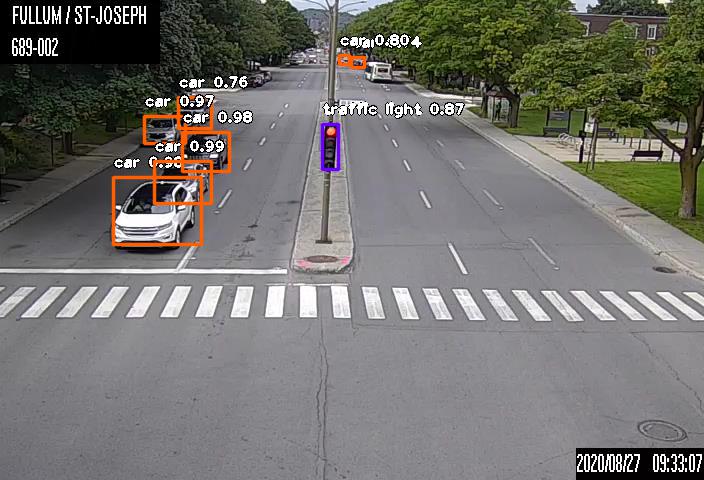 FULLUM / ST-JOSEPH
689-002
car 0.76
car 0.97
car 0.98
car 0.99
traffic light 0.87
2020/08/27 09:33:07